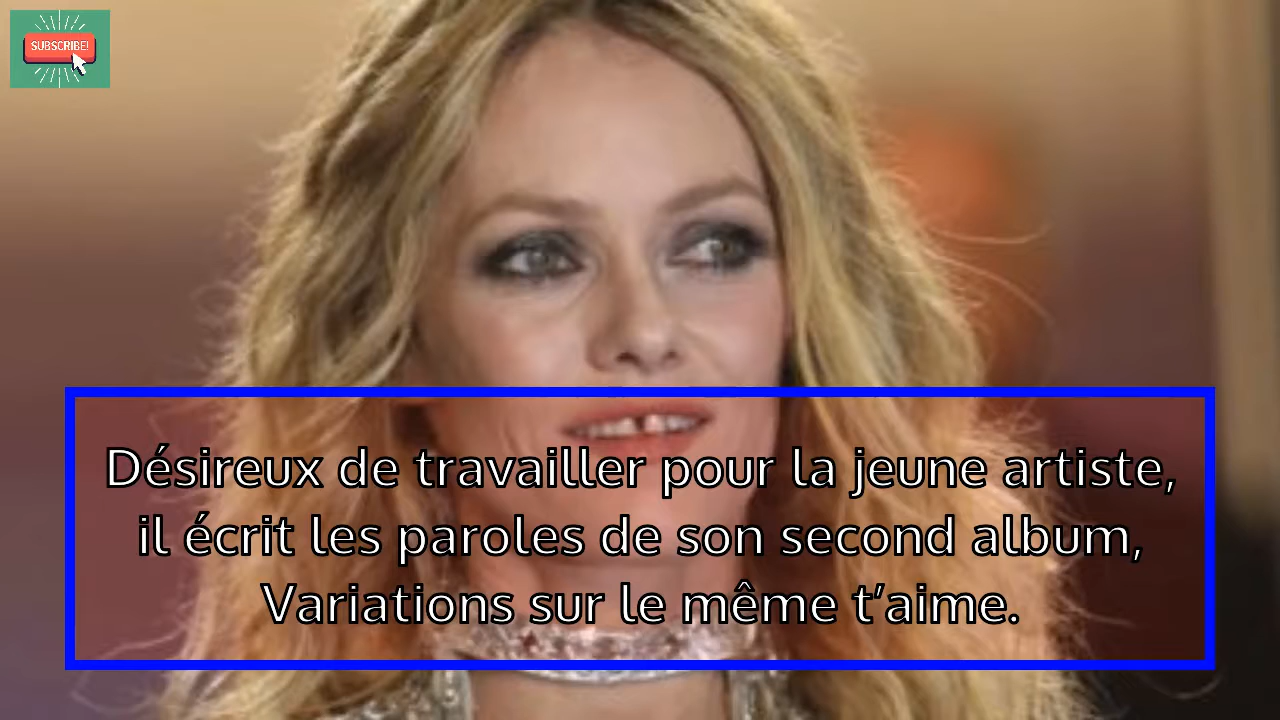 SUBSCRIBE!
Désireux de travailler pour la jeune artiste,
il écrit les paroles de son second album,
Variations sur le même t’aime.